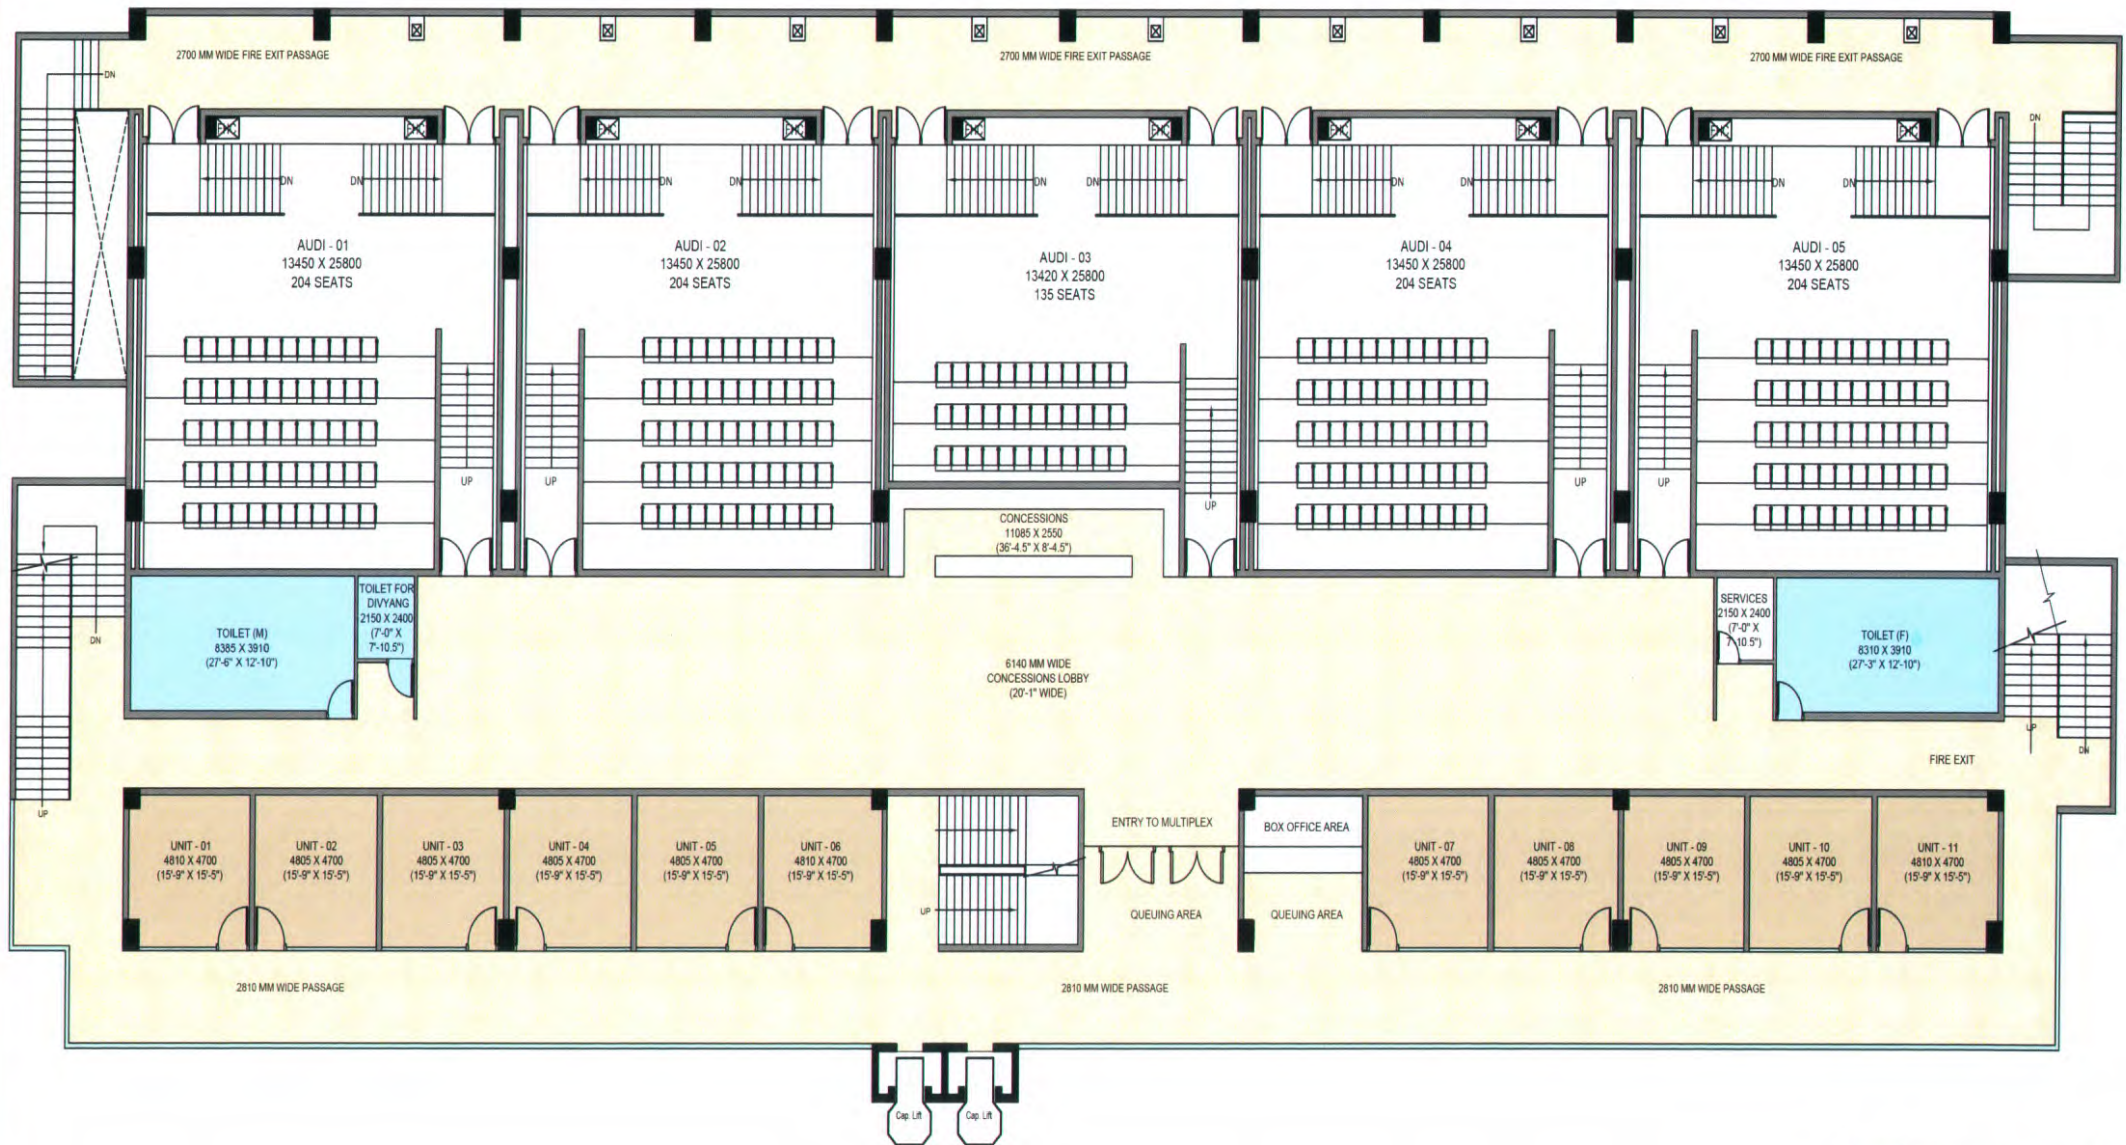 2700 MM WIDE FIRE EXIT PASSAGE
2700 MM WIDE FIRE EXIT PASSAGE
2700 MM WIDE FIRE EXIT PASSAGE
DN
DN
FHC
FHC
FHC
FHC
FHC
FHC
FHC
FHC
FHC
FHC
DN
DN
DN
DN
DN
DN
DN
DN
DN
DN
AUDI - 01
13450 X 25800
204 SEATS
AUDI - 02
13450 X 25800
204 SEATS
AUDI - 03
13420 X 25800
135 SEATS
AUDI - 04
13450 X 25800
204 SEATS
AUDI - 05
13450 X 25800
204 SEATS
UP
UP
UP
UP
UP
CONCESSIONS
11085 X 2550
(36'-4.5" X 8'-4.5")
DN
TOILET (M)
8385 X 3910
(27'-6" X 12'-10")
TOILET FOR
DIVYANG
2150 X 2400
(7'-0" X
7'-10.5")
6140 MM WIDE
CONCESSIONS LOBBY
(20'-1" WIDE)
SERVICES
2150 X 2400
(7'-0" X
7'-10.5")
TOILET (F)
8310 X 3910
(27'-3" X 12'-10")
UP
DN
FIRE EXIT
UP
UNIT - 01
4810 X 4700
(15'-9" X 15'-5")
UNIT - 02
4805 X 4700
(15'-9" X 15'-5")
UNIT - 03
4805 X 4700
(15'-9" X 15'-5")
UNIT - 04
4805 X 4700
(15'-9" X 15'-5")
UNIT - 05
4805 X 4700
(15'-9" X 15'-5")
UNIT - 06
4810 X 4700
(15'-9" X 15'-5")
UP
ENTRY TO MULTIPLEX
QUEUING AREA
BOX OFFICE AREA
QUEUING AREA
UNIT - 07
4805 X 4700
(15'-9" X 15'-5")
UNIT - 08
4805 X 4700
(15'-9" X 15'-5")
UNIT - 09
4805 X 4700
(15'-9" X 15'-5")
UNIT - 10
4805 X 4700
(15'-9" X 15'-5")
UNIT - 11
4810 X 4700
(15'-9" X 15'-5")
2810 MM WIDE PASSAGE
2810 MM WIDE PASSAGE
2810 MM WIDE PASSAGE
Cap. Lift
Cap. Lift